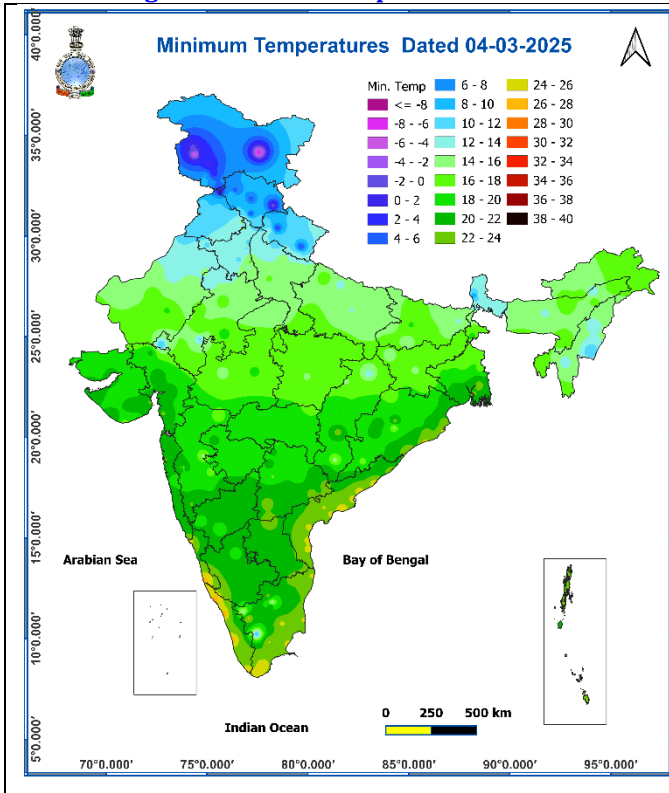 Minimum Temperatures Dated 04-03-2025
Min. Temp
<= -8
-8 - -6
-6 - -4
-4 - -2
-2 - 0
0 - 2
2 - 4
4 - 6
6 - 8
8 - 10
10 - 12
12 - 14
14 - 16
16 - 18
18 - 20
20 - 22
22 - 24
24 - 26
26 - 28
28 - 30
30 - 32
32 - 34
34 - 36
36 - 38
38 - 40
40°0.000'
35°0.000'
30°0.000'
25°0.000'
20°0.000'
15°0.000'
10°0.000'
5°0.000'
Arabian Sea
Bay of Bengal
Indian Ocean
0 250 500 km
70°0.000' 75°0.000' 80°0.000' 85°0.000' 90°0.000' 95°0.000'